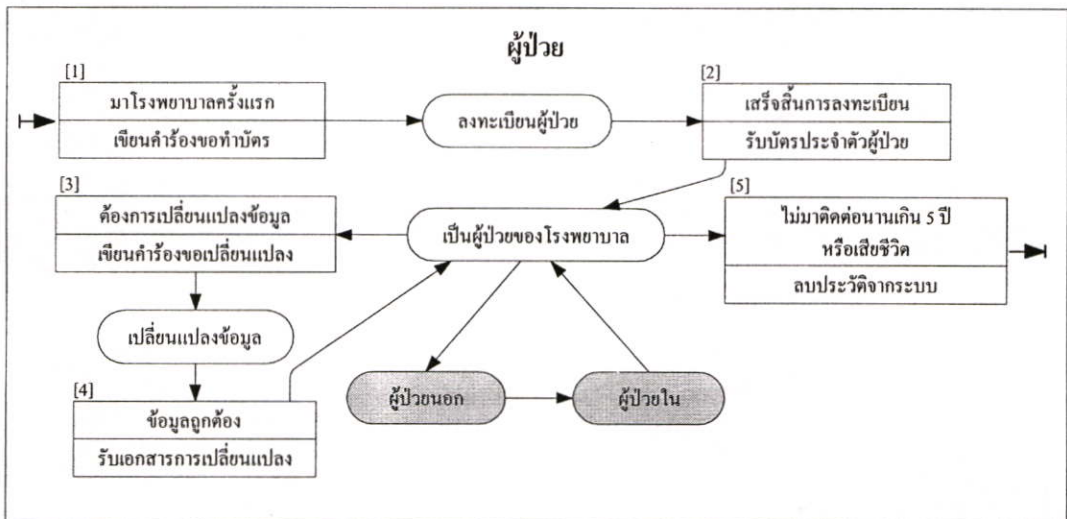 ผู้ป่วย
[1]
มาโรงพยาบาลครั้งแรก
เขียนคำร้องขอทำบัตร
ลงทะเบียนผู้ป่วย
[2]
เสร็จสิ้นการลงทะเบียน
รับบัตรประจำตัวผู้ป่วย
[3]
ต้องการเปลี่ยนแปลงข้อมูล
เขียนคำร้องขอเปลี่ยนแปลง
เป็นผู้ป่วยของโรงพยาบาล
[5]
ไม่มาติดต่อนานเกิน 5 ปี
หรือเสียชีวิต
ลบประวัติจากระบบ
เปลี่ยนแปลงข้อมูล
[4]
ข้อมูลถูกต้อง
รับเอกสารการเปลี่ยนแปลง
ผู้ป่วยนอก
ผู้ป่วยใน